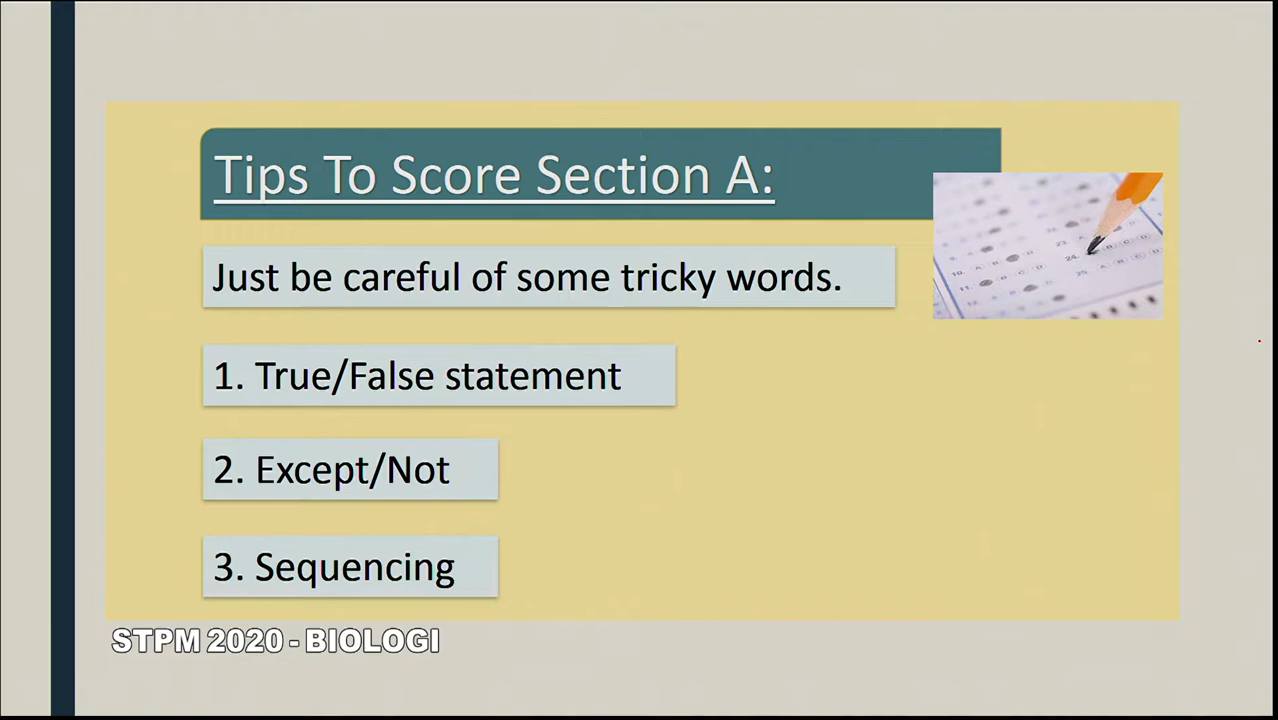 Tips To Score Section A:
Just be careful of some tricky words.
1. True/False statement
2. Except/Not
3. Sequencing
STPM 2020 - BIOLOGI